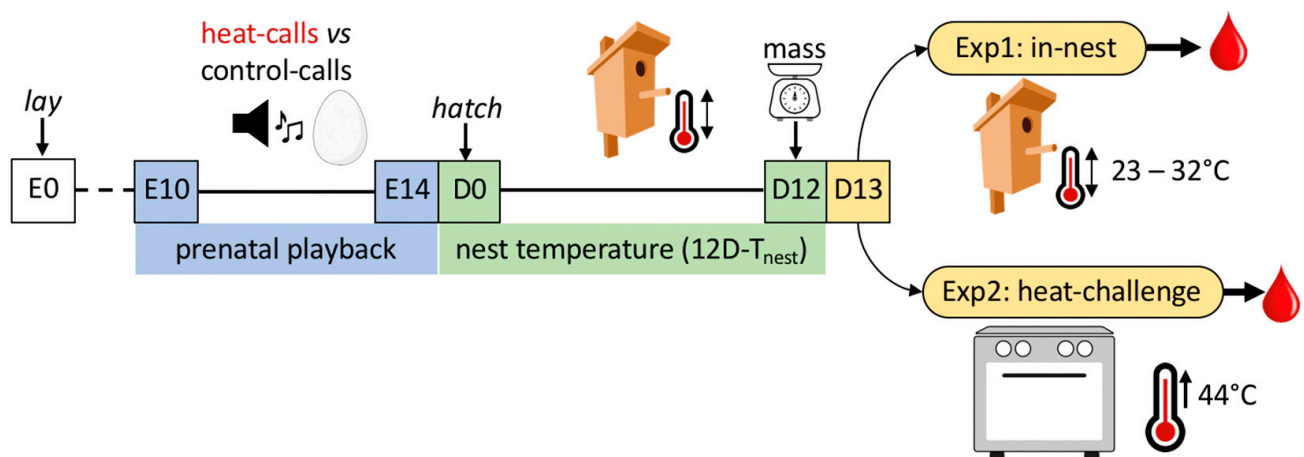 heat-calls vs
control-calls
mass
Exp1: in-nest
lay
hatch
23 – 32°C
E0
E10
E14
D0
D12
D13
prenatal playback
nest temperature (12D-Tnest)
Exp2: heat-challenge
44°C